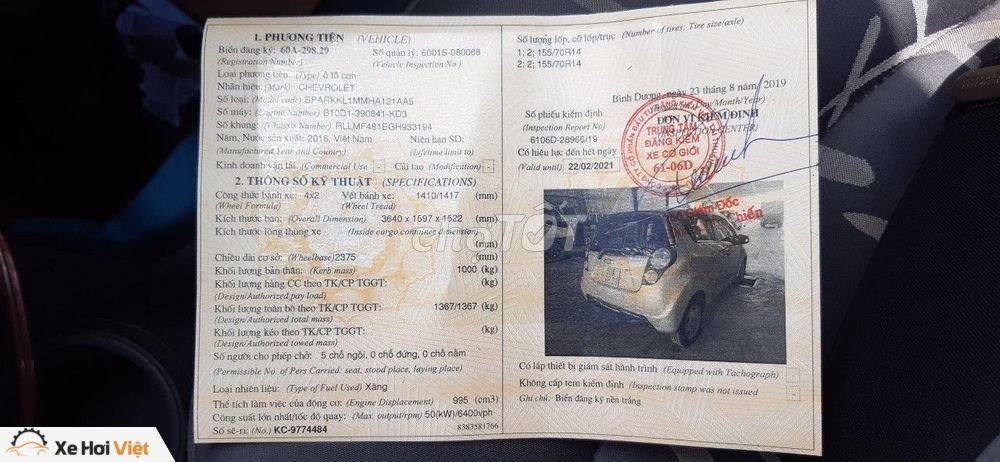 1. PHƯƠNG TIỆN (VEHICLE)
Biển đăng ký: 60A-298.29 Số quản lý: 6001S-080068
(Registration Number) (Vehicle Inspection No.)
Loại phương tiện: (Type) ô tô con
Nhãn hiệu: (Mark) CHEVROLET
Số loại: (Model code) SPARKKL1MMHA121AA5
Số máy: (Engine Number) B10D1-390841-KD3
Số khung: (Chassis Number) RLLMF481EGH933194
Năm, Nước sản xuất: 2016, Việt Nam Niên hạn SD:
(Manufactured Year and Country) (Lifetime limit to)
Kinh doanh vận tải (Commercial Use) - Cải tạo (Modification) -
2. THÔNG SỐ KỸ THUẬT (SPECIFICATIONS)
Công thức bánh xe: 4x2 Vết bánh xe: 1410/1417 (mm)
(Wheel Formula) (Wheel Tread)
Kích thước bao: (Overall Dimension) 3640 x 1597 x 1522 (mm)
Kích thước lòng thùng xe (Inside cargo container dimension)
(mm)
Chiều dài cơ sở: (Wheelbase) 2375 (mm)
Khối lượng bản thân: (Kerb mass) 1000 (kg)
Khối lượng hàng CC theo TK/CP TGGT: (kg)
(Design/Authorized pay load)
Khối lượng toàn bộ theo TK/CP TGGT: 1367/1367 (kg)
(Design/Authorized total mass)
Khối lượng kéo theo TK/CP TGGT: (kg)
(Design/Authorized towed mass)
Số người cho phép chở: 5 chỗ ngồi, 0 chỗ đứng, 0 chỗ nằm
(Permissible No. of Pers Carried: seat, stood place, laying place)
Loại nhiên liệu: (Type of Fuel Used) Xăng
Thể tích làm việc của động cơ: (Engine Displacement) 995 (cm3)
Công suất lớn nhất/tốc độ quay: (Max. output/rpm) 50(kW)/6400vph
Số sê-ri: (No.) KC-9774484 8383581766
Số lượng lốp, cỡ lốp/trục (Number of tires: Tire size/axle)
1; 2; 155/70R14
2; 2; 155/70R14
Bình Dương, ngày 23 tháng 8 năm 2019
Day/Month/Year)
Số phiếu kiểm định ĐƠN VỊ KIỂM ĐỊNH
(Inspection Report No) CENTER)
6106D-28966/19
Có hiệu lực đến hết ngày
(Valid until) 22/02/2021
TRUNG TÂM
ĐĂNG KIỂM
XE CƠ GIỚI
61-06D
Giám Đốc
Chợ TỐT
Có lắp thiết bị giám sát hành trình (Equipped with Tachograph) -
Không cấp tem kiểm định (Inspection stamp was not issued) -
Ghi chú: Biển đăng ký nền trắng
Xe Hơi Việt